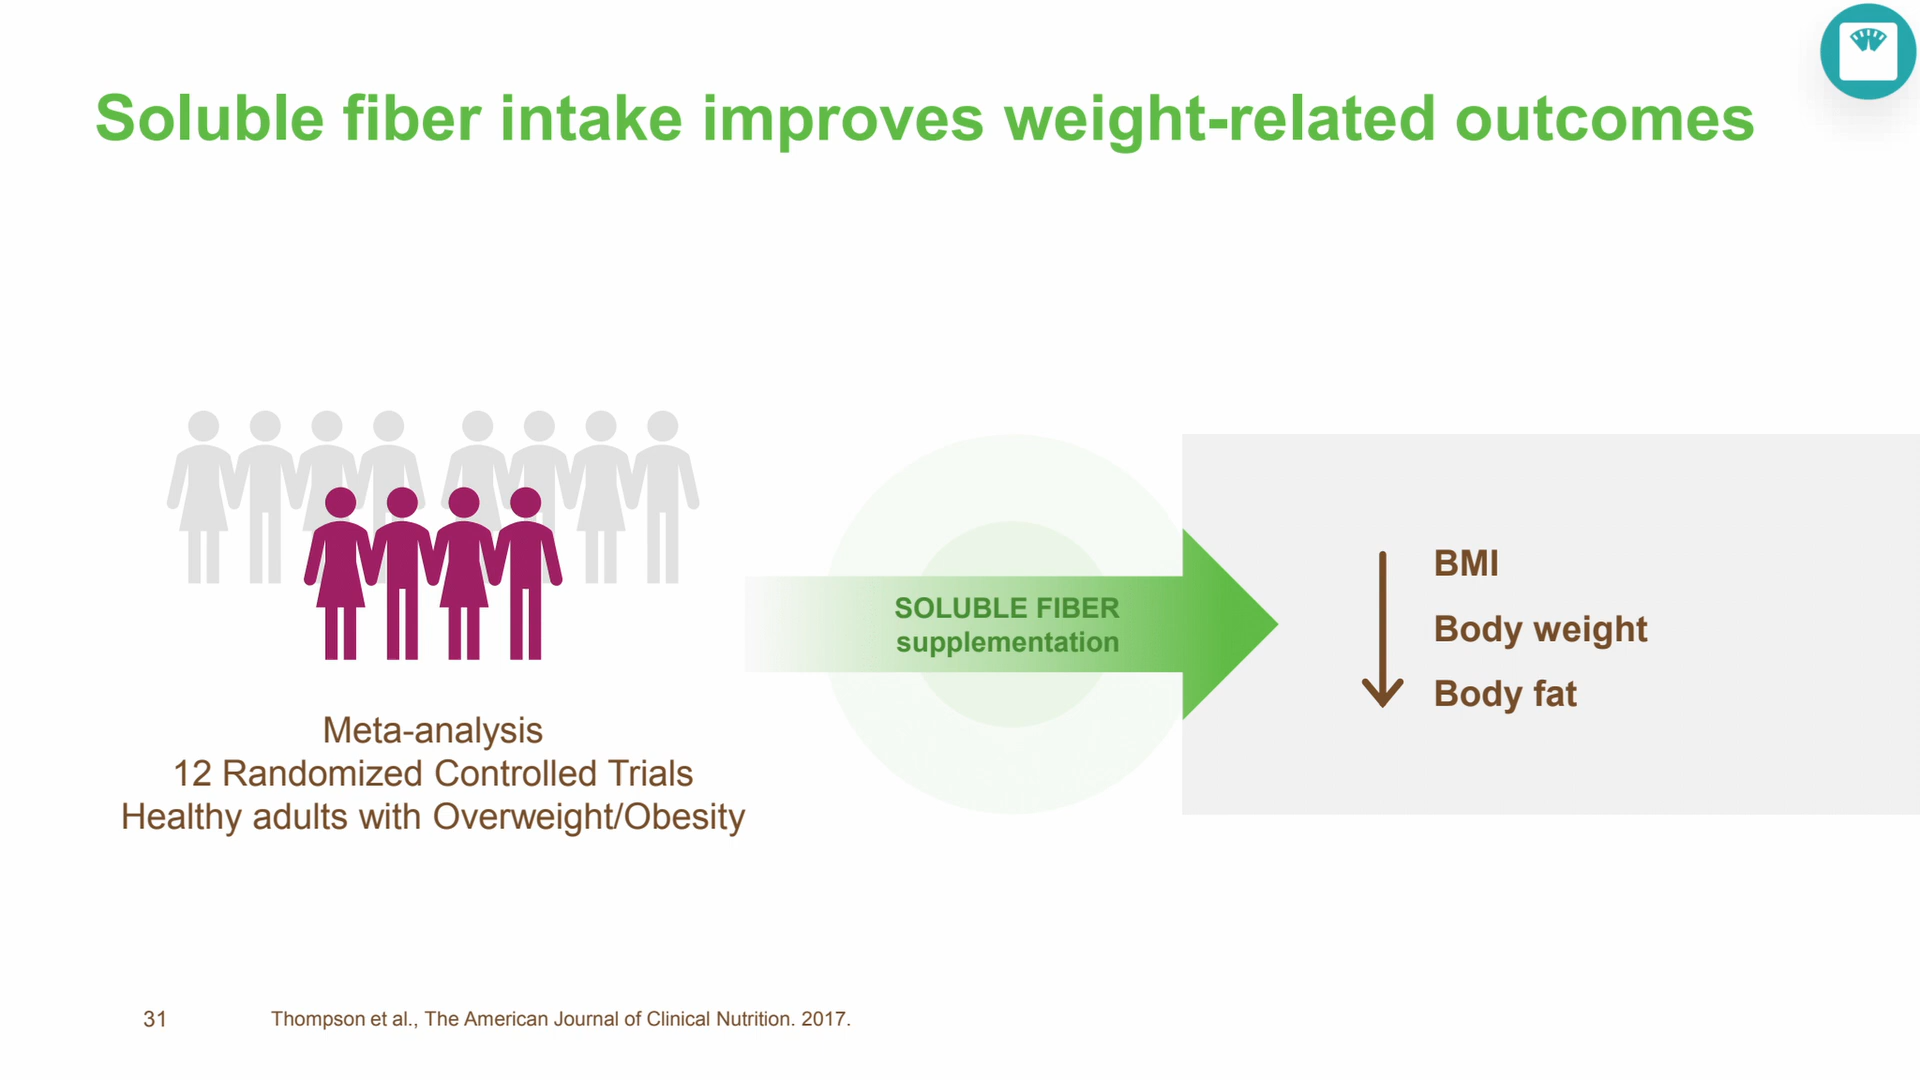 Soluble fiber intake improves weight-related outcomes
SOLUBLE FIBER
supplementation
BMI
Body weight
Body fat
Meta-analysis
12 Randomized Controlled Trials
Healthy adults with Overweight/Obesity
31
Thompson et al., The American Journal of Clinical Nutrition. 2017.